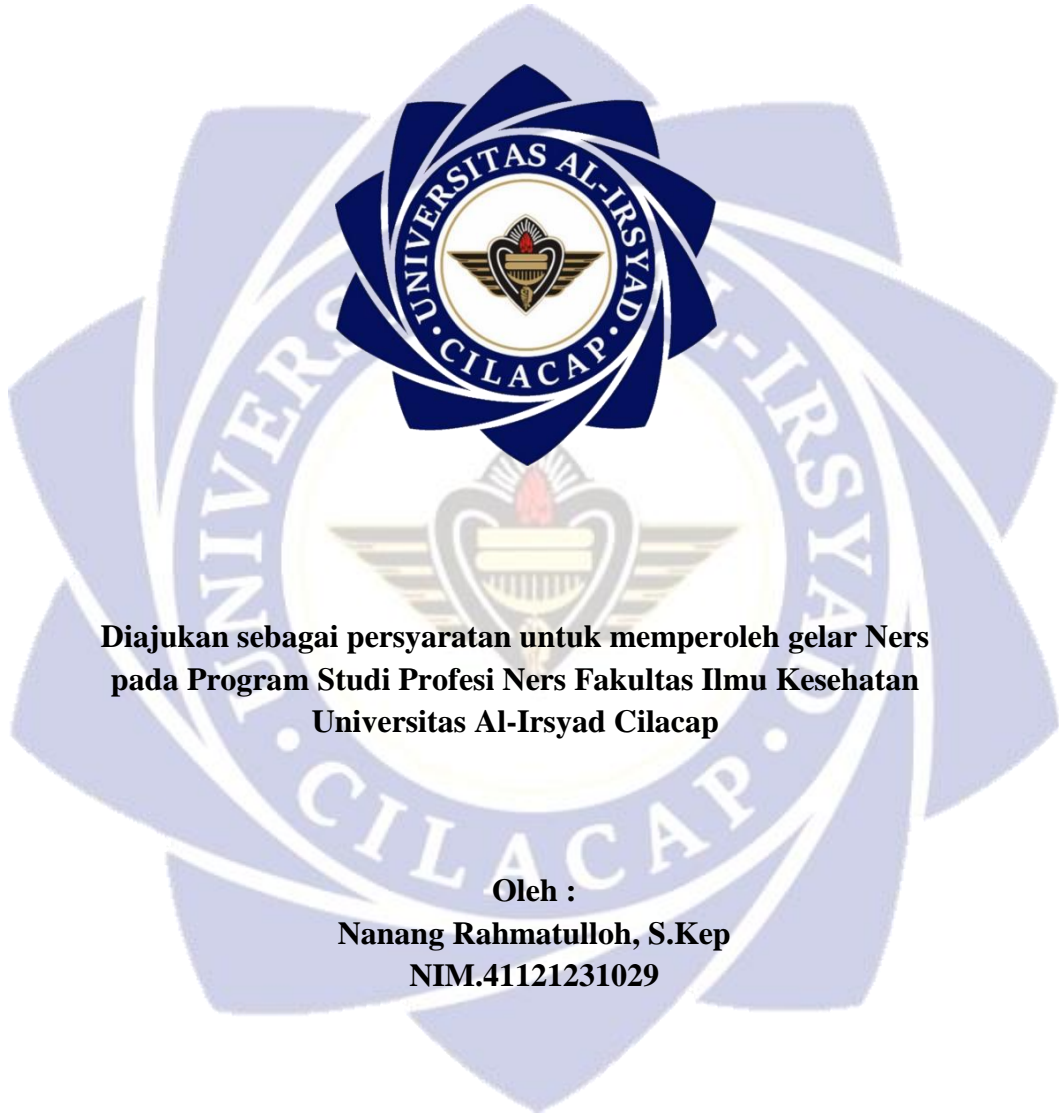 UNIVERSITAS AL-IRSYAD
CILACAP
Diajukan sebagai persyaratan untuk memperoleh gelar Ners
pada Program Studi Profesi Ners Fakultas Ilmu Kesehatan
Universitas Al-Irsyad Cilacap
Oleh :
Nanang Rahmatulloh, S.Kep
NIM.41121231029